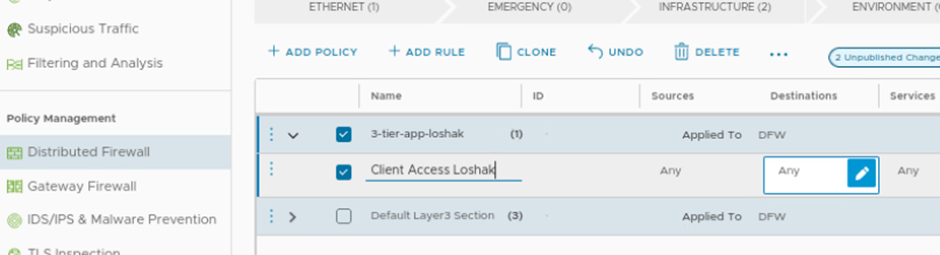 ETHERNET (1) EMERGENCY (0) INFRASTRUCTURE (2) ENVIRONMENT (
Suspicious Traffic
Filtering and Analysis
+ ADD POLICY + ADD RULE CLONE UNDO DELETE ...
2 Unpublished Change
Name ID Sources Destinations Services
Policy Management
3-tier-app-loshak (1) Applied To DFW
Distributed Firewall
Client Access Loshak Any Any Any
Gateway Firewall
Default Layer3 Section (3) Applied To DFW
IDS/IPS & Malware Prevention
TLS Inspection